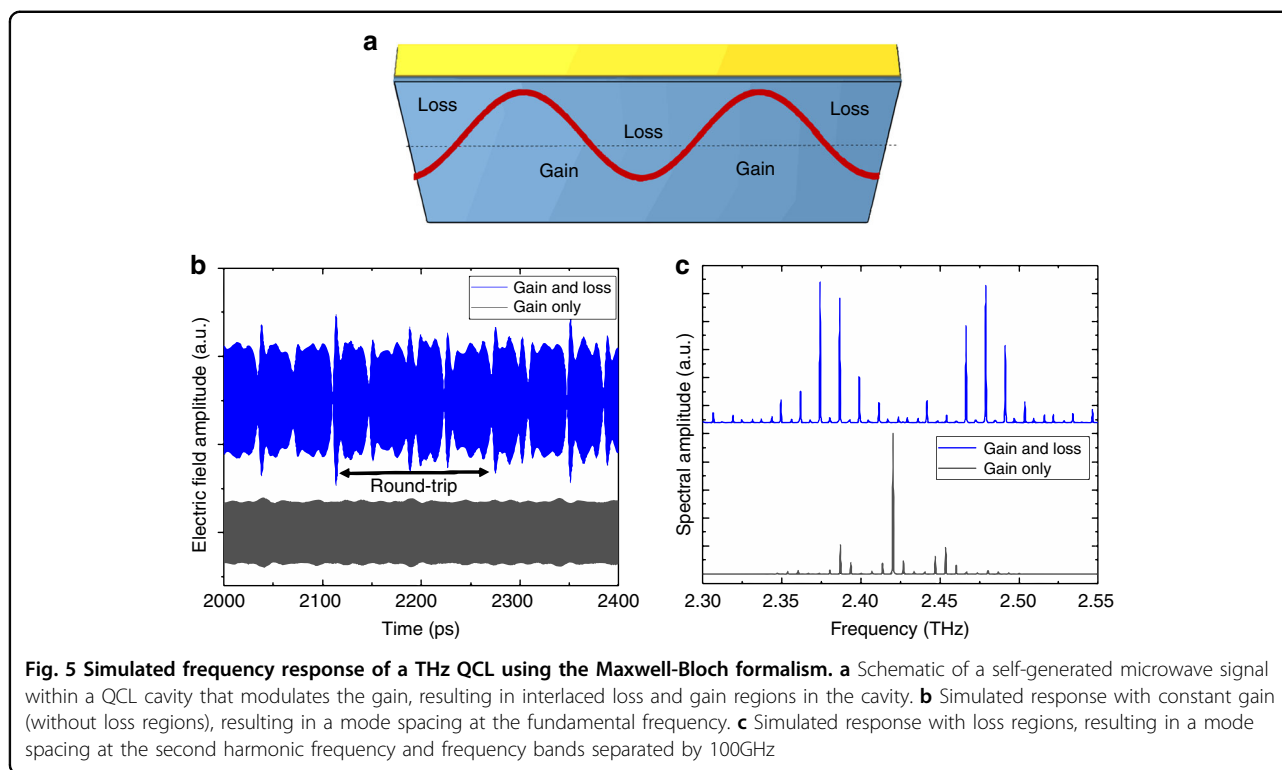 a
Loss
Loss
Loss
Gain
Gain
b
Gain and loss
Gain only
Electric field amplitude (a.u.)
Round-trip
2000 2100 2200 2300 2400
Time (ps)
c
Gain and loss
Gain only
Spectral amplitude (a.u.)
2.30 2.35 2.40 2.45 2.50 2.55
Frequency (THz)
Fig. 5 Simulated frequency response of a THz QCL using the Maxwell-Bloch formalism. a Schematic of a self-generated microwave signal
within a QCL cavity that modulates the gain, resulting in interlaced loss and gain regions in the cavity. b Simulated response with constant gain
(without loss regions), resulting in a mode spacing at the fundamental frequency. c Simulated response with loss regions, resulting in a mode
spacing at the second harmonic frequency and frequency bands separated by 100GHz